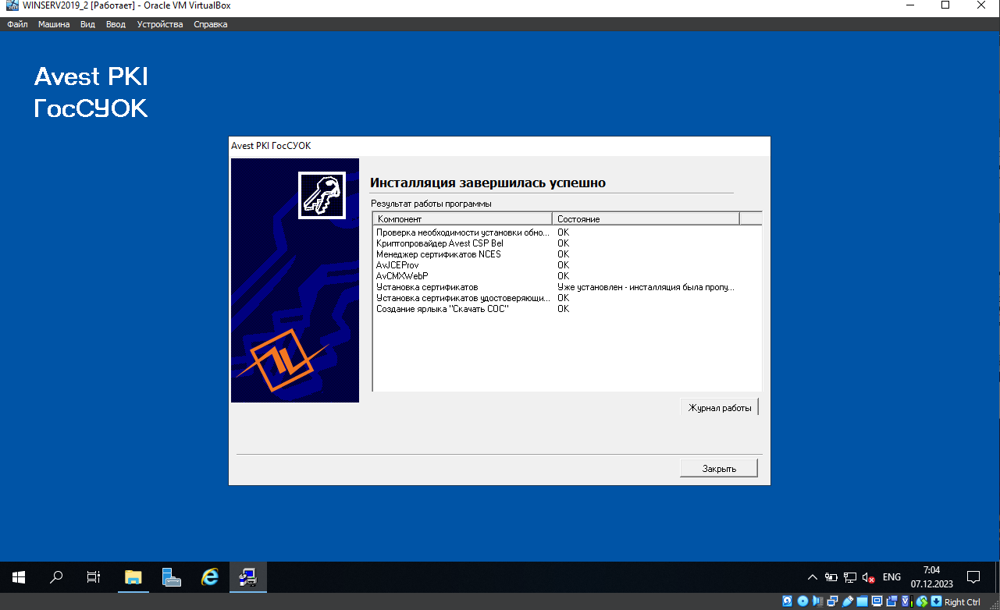 WINSERV2019_2 [Работает] - Oracle VM VirtualBox
Файл Машина Вид Ввод Устройства Справка
Avest PKI
ГосСУОК
Avest PKI ГосСУОК
Инсталляция завершилась успешно
Результат работы программы
Компонент Состояние
Проверка необходимости установки обно... OK
Криптопровайдер Avest CSP Bel OK
Менеджер сертификатов NCES OK
AvJCEProv OK
AvCMXWebP OK
Установка сертификатов Уже установлен - инсталляция была пропу...
Установка сертификатов удостоверяющи... OK
Создание ярлыка "Скачать СОС" OK
Журнал работы
Закрыть
ENG
7:04
07.12.2023
Right Ctrl